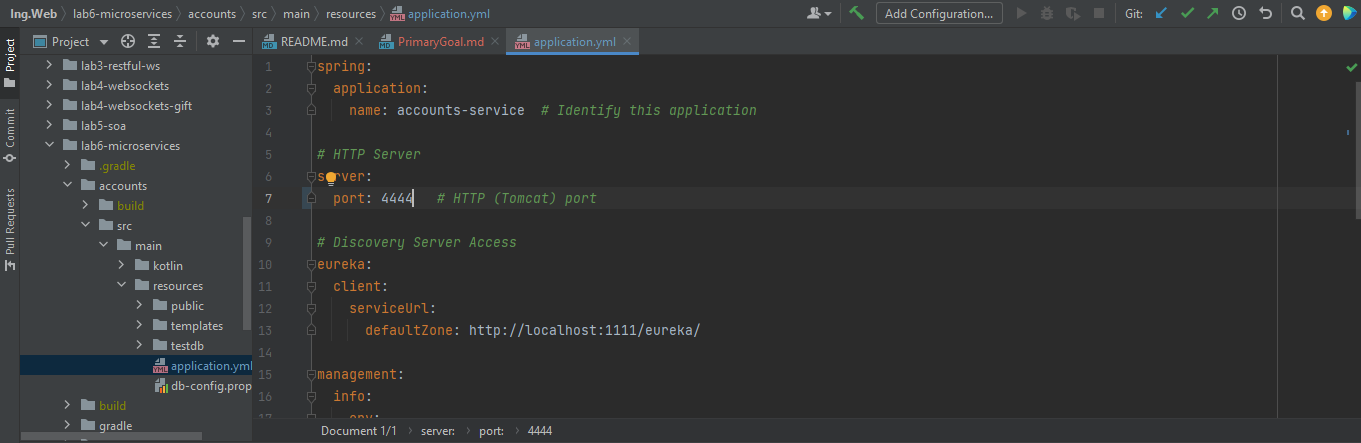 Ing.Web lab6-microservices accounts src main resources application.yml
Add Configuration...
Git:
Project
README.md
PrimaryGoal.md
application.yml
Project
Commit
Pull Requests
lab3-restful-ws
lab4-websockets
lab4-websockets-gift
lab5-soa
lab6-microservices
.gradle
accounts
build
src
main
kotlin
resources
public
templates
testdb
application.yml
db-config.prop
build
gradle
1 spring:
2 application:
3 name: accounts-service # Identify this application
4
5 # HTTP Server
6 server:
7 port: 4444 # HTTP (Tomcat) port
8
9 # Discovery Server Access
10 eureka:
11 client:
12 serviceUrl:
13 defaultZone: http://localhost:1111/eureka/
14
15 management:
16 info:
17 env:
Document 1/1 server: port: 4444